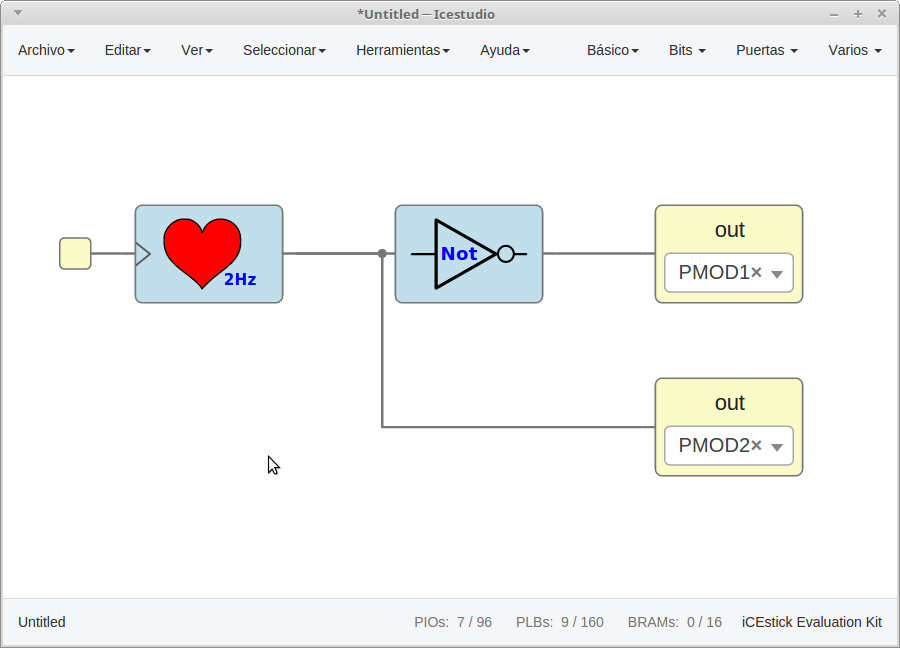 *Untitled — Icestudio
Archivo Editar Ver Seleccionar Herramientas Ayuda Básico Bits Puertas Varios
2Hz
Not
out
PMOD1×
out
PMOD2×
Untitled PIOs: 7 / 96 PLBs: 9 / 160 BRAMs: 0 / 16 iCEstick Evaluation Kit